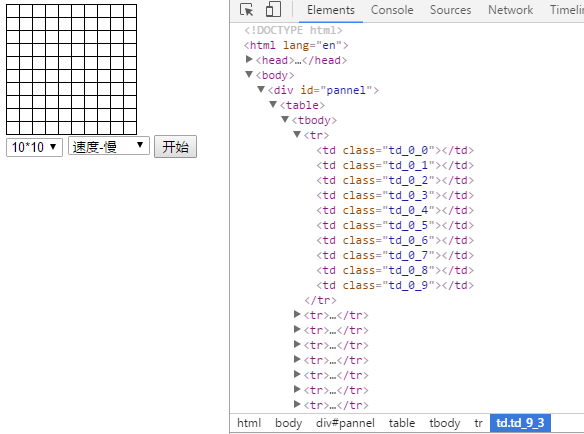 10*10 速度-慢 开始
Elements Console Sources Network Timeline
<!DOCTYPE html>
<html lang="en">
<head>…</head>
<body>
<div id="pannel">
<table>
<tbody>
<tr>
<td class="td_0_0"></td>
<td class="td_0_1"></td>
<td class="td_0_2"></td>
<td class="td_0_3"></td>
<td class="td_0_4"></td>
<td class="td_0_5"></td>
<td class="td_0_6"></td>
<td class="td_0_7"></td>
<td class="td_0_8"></td>
<td class="td_0_9"></td>
</tr>
<tr>…</tr>
<tr>…</tr>
<tr>…</tr>
<tr>…</tr>
<tr>…</tr>
<tr>…</tr>
<tr>…</tr>
html body div#pannel table tbody tr td.td_9_3